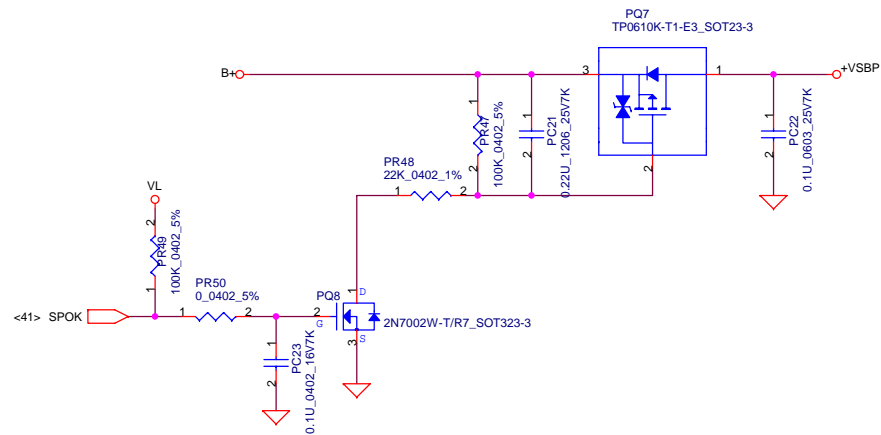 PQ7
TP0610K-T1-E3_SOT23-3
B+
3
1
+VSBP
2
1
2
PR47
100K_0402_5%
1
2
PC21
0.22U_1206_25V7K
1
2
PC22
0.1U_0603_25V7K
PR48
22K_0402_1%
1
2
VL
2
1
PR49
100K_0402_5%
PR50
0_0402_5%
<41>
SPOK
1
2
PQ8
1
D
2
G
3
S
2N7002W-T/R7_SOT323-3
1
2
PC23
0.1U_0402_16V7K